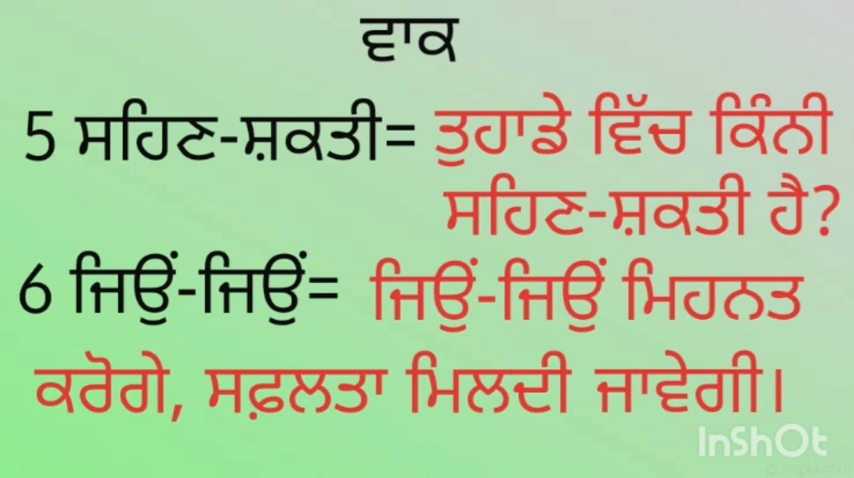 ਵਾਕ
5 ਸਹਿਣ-ਸ਼ਕਤੀ= ਤੁਹਾਡੇ ਵਿੱਚ ਕਿੰਨੀ
ਸਹਿਣ-ਸ਼ਕਤੀ ਹੈ?
6 ਜਿਉਂ-ਜਿਉਂ= ਜਿਉਂ-ਜਿਉਂ ਮਿਹਨਤ
ਕਰੋਗੇ, ਸਫ਼ਲਤਾ ਮਿਲਦੀ ਜਾਵੇਗੀ।
InShOt